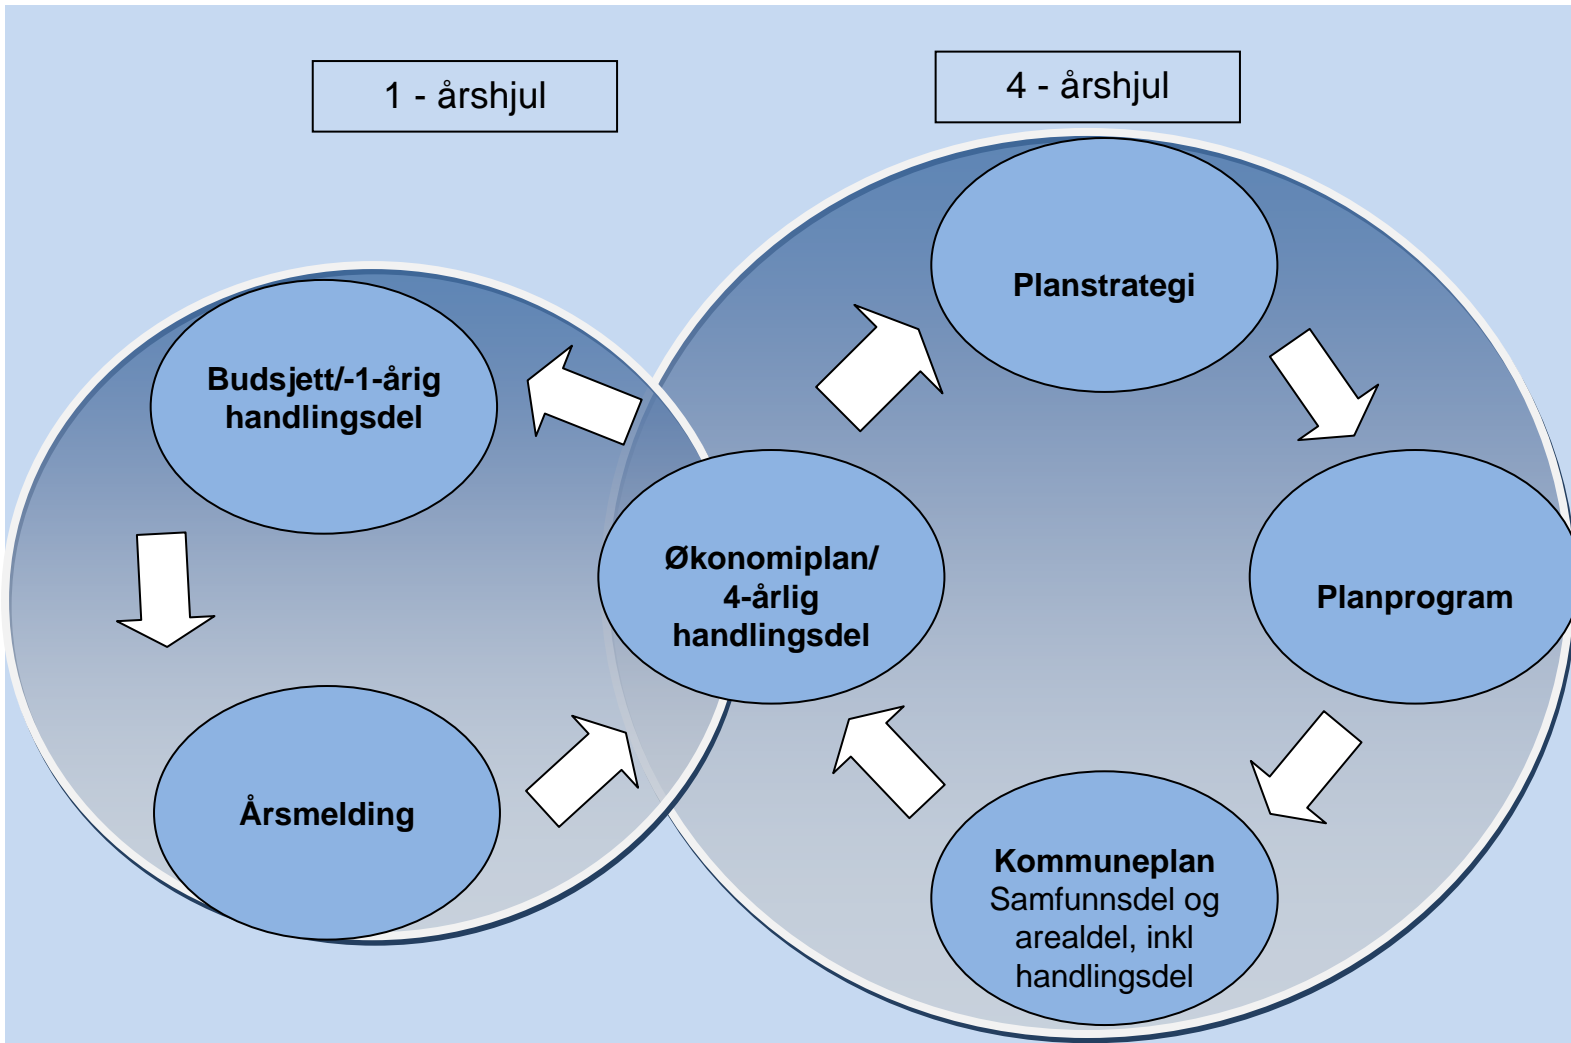 1 - årshjul
4 - årshjul
Planstrategi
Budsjett/-1-årig
handlingsdel
Økonomiplan/
4-årlig
handlingsdel
Planprogram
Årsmelding
Kommuneplan
Samfunnsdel og
arealdel, inkl
handlingsdel